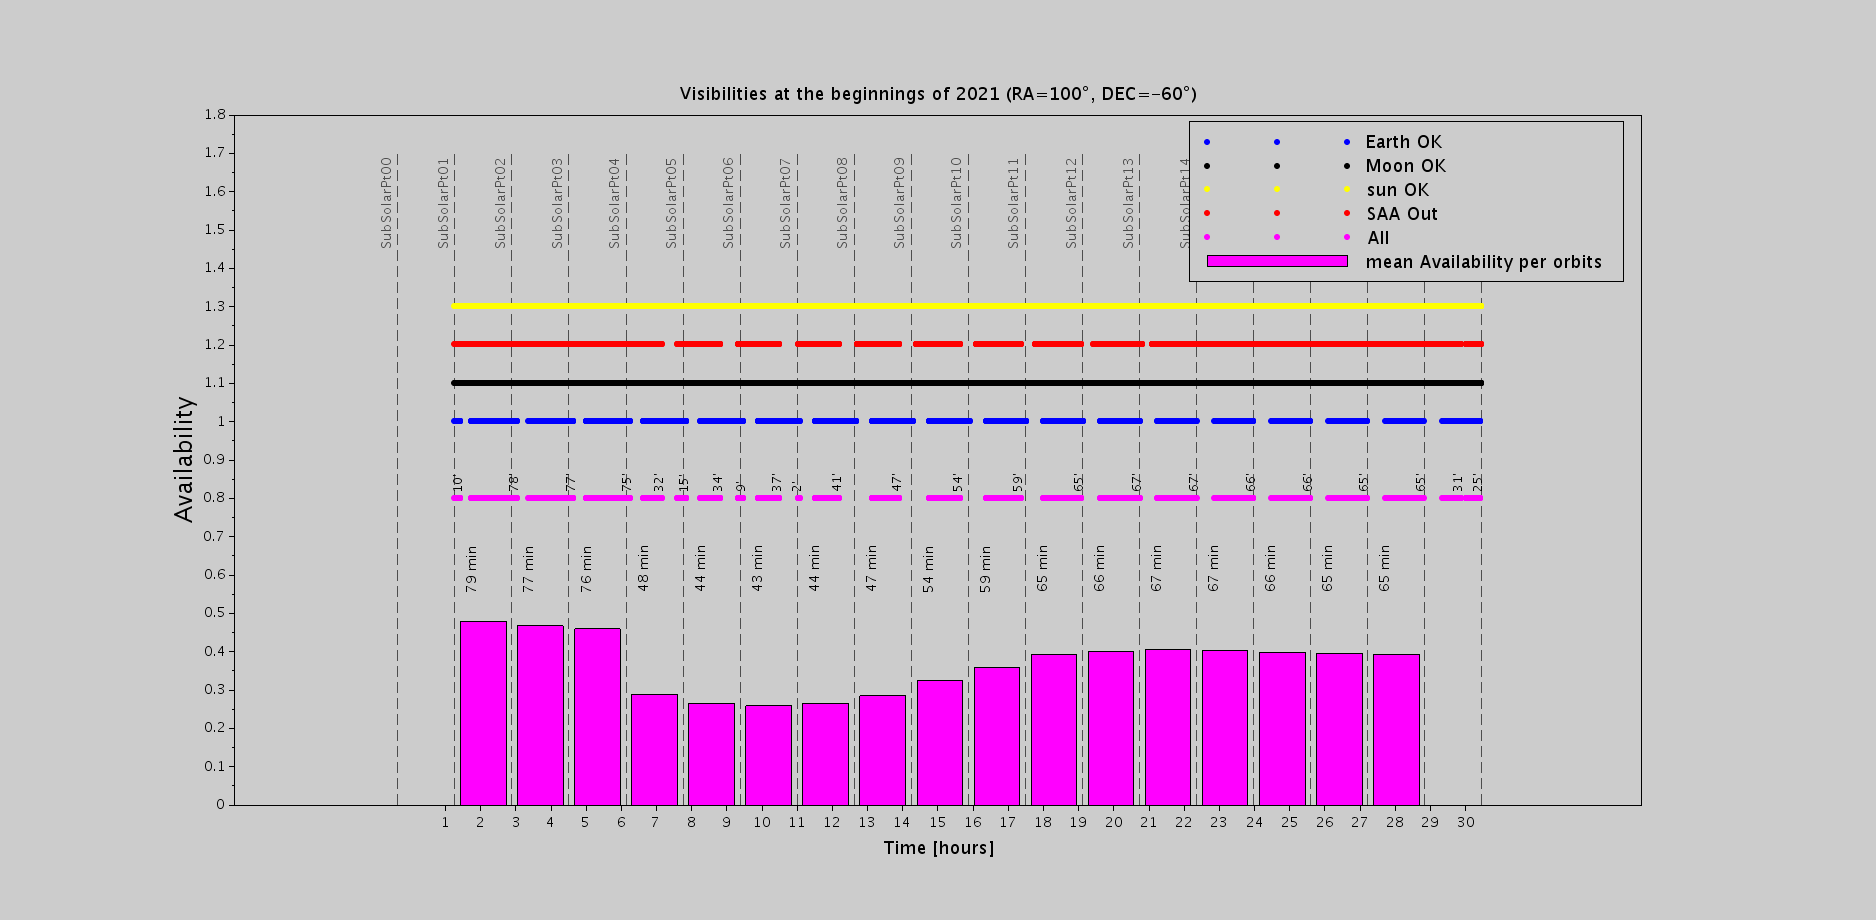 Visibilities at the beginnings of 2021 (RA=100°, DEC=-60°)
Earth OK
Moon OK
sun OK
SAA Out
All
mean Availability per orbits
SubSolarPt00 SubSolarPt01 SubSolarPt02 SubSolarPt03 SubSolarPt04 SubSolarPt05 SubSolarPt06 SubSolarPt07 SubSolarPt08 SubSolarPt09 SubSolarPt10 SubSolarPt11 SubSolarPt12 SubSolarPt13 SubSolarPt14
1.8
1.7
1.6
1.5
1.4
1.3
1.2
1.1
1
0.9
0.8
0.7
0.6
0.5
0.4
0.3
0.2
0.1
0
Availability
10' 78' 77' 75' 32' 15' 34' 9' 37' 2' 41' 47' 54' 59' 65' 67' 67' 66' 66' 65' 65' 31' 25'
79 min 77 min 76 min 48 min 44 min 43 min 44 min 47 min 54 min 59 min 65 min 66 min 67 min 67 min 66 min 65 min 65 min
1 2 3 4 5 6 7 8 9 10 11 12 13 14 15 16 17 18 19 20 21 22 23 24 25 26 27 28 29 30
Time [hours]